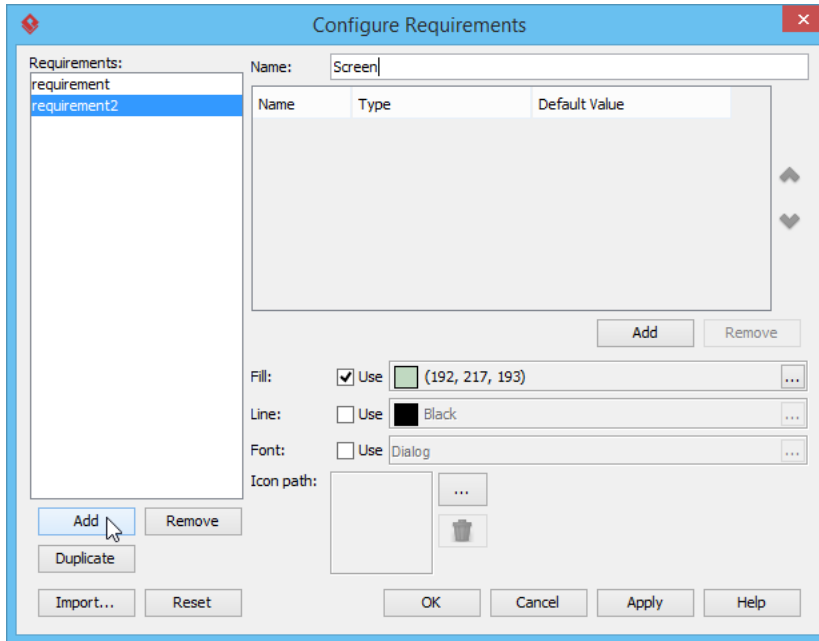 Configure Requirements
Requirements:
requirement
requirement2
Name: Screen
Name Type Default Value
Add Remove
Fill: Use (192, 217, 193) ...
Line: Use Black ...
Font: Use Dialog ...
Icon path: ...
Add Remove
Duplicate
Import... Reset OK Cancel Apply Help